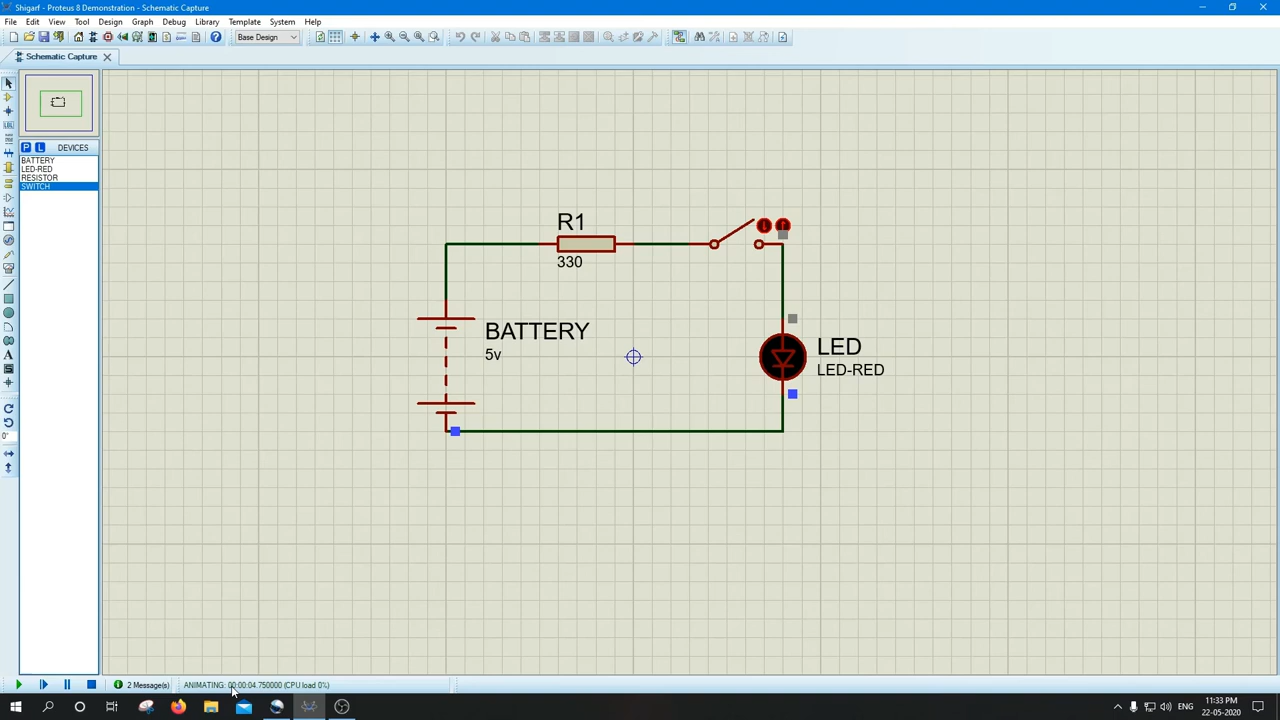 Shigarf - Proteus 8 Demonstration - Schematic Capture
File Edit View Tool Design Graph Debug Library Template System Help
Base Design
Schematic Capture
P L DEVICES
BATTERY
LED-RED
RESISTOR
SWITCH
R1
330
BATTERY
5v
LED
LED-RED
A
0°
2 Message(s)
ANIMATING: 00:00:04.750000 (CPU load 0%)
ENG
11:33 PM
22-05-2020